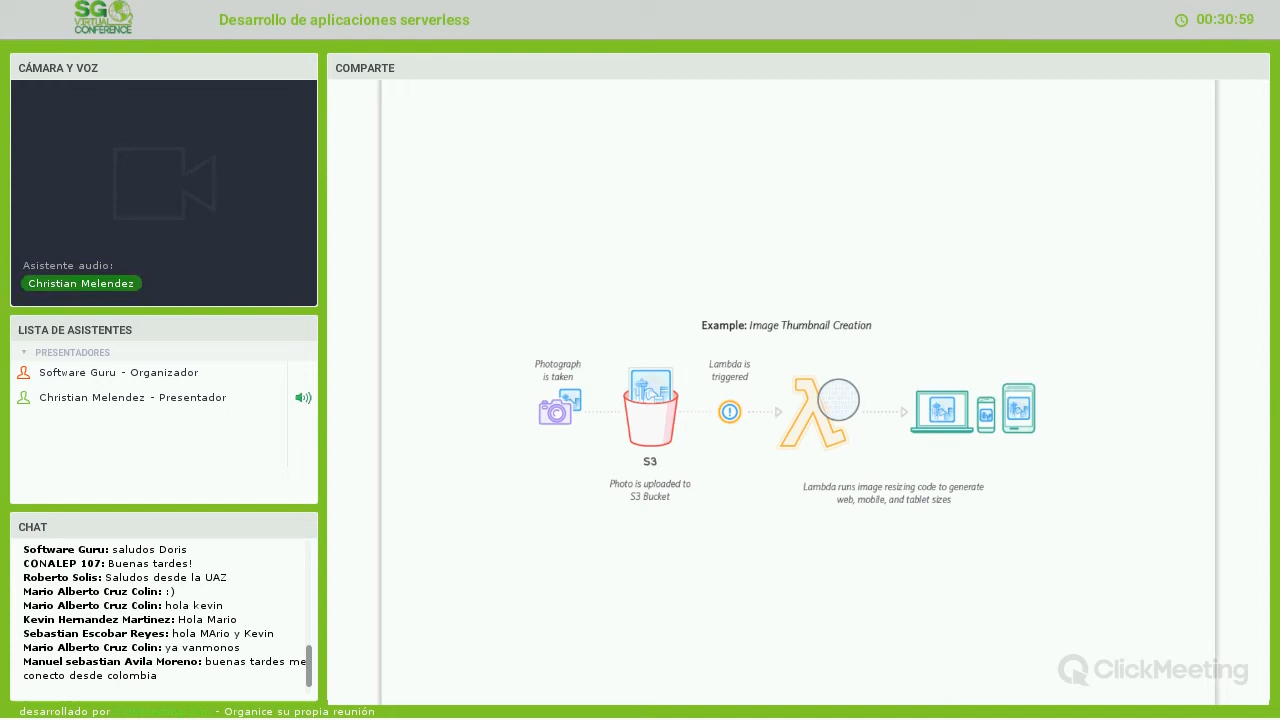 SG
VIRTUAL
CONFERENCE
Desarrollo de aplicaciones serverless
00:30:59
CÁMARA Y VOZ
Asistente audio:
Christian Melendez
LISTA DE ASISTENTES
PRESENTADORES
Software Guru - Organizador
Christian Melendez - Presentador
CHAT
Software Guru: saludos Doris
CONALEP 107: Buenas tardes!
Roberto Solis: Saludos desde la UAZ
Mario Alberto Cruz Colin: :)
Mario Alberto Cruz Colin: hola kevin
Kevin Hernandez Martinez: Hola Mario
Sebastian Escobar Reyes: hola MArio y Kevin
Mario Alberto Cruz Colin: ya vanmonos
Manuel sebastian Avila Moreno: buenas tardes me
conecto desde colombia
desarrollado por
- Organice su propia reunión
COMPARTE
Example: Image Thumbnail Creation
Photograph
is taken
Lambda is
triggered
S3
Photo is uploaded to
S3 Bucket
Lambda runs image resizing code to generate
web, mobile, and tablet sizes
ClickMeeting